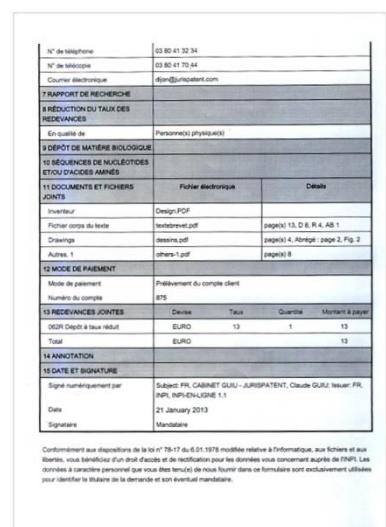 N° de téléphone 03 80 41 32 34
N° de télécopie 03 80 41 70 44
Courrier électronique dijon@jurispatent.com
7 RAPPORT DE RECHERCHE
8 RÉDUCTION DU TAUX DES
REDEVANCES
En qualité de Personne(s) physique(s)
9 DÉPÔT DE MATIÈRE BIOLOGIQUE
10 SÉQUENCES DE NUCLÉOTIDES
ET/OU D'ACIDES AMINÉS
11 DOCUMENTS ET FICHIERS
JOINTS Fichier électronique Détails
Inventeur Design.PDF
Fichier corps du texte textebrevet.pdf page(s) 13, D 8, R 4, AB 1
Drawings dessins.pdf page(s) 4, Abrégé : page 2, Fig. 2
Autres, 1 others-1.pdf page(s) 8
12 MODE DE PAIEMENT
Mode de paiement Prélèvement du compte client
Numéro du compte 875
13 REDEVANCES JOINTES Devise Taux Quantité Montant à payer
062R Dépôt à taux réduit EURO 13 1 13
Total EURO 13
14 ANNOTATION
15 DATE ET SIGNATURE
Signé numériquement par Subject: FR, CABINET GUIU - JURISPATENT, Claude GUIU; Issuer: FR,
INPI, INPI-EN-LIGNE 1.1
Date 21 January 2013
Signataire Mandataire
Conformément aux dispositions de la loi n° 78-17 du 6.01.1978 modifiée relative à l'informatique, aux fichiers et aux
libertés, vous bénéficiez d'un droit d'accès et de rectification pour les données vous concernant auprès de l'INPI. Les
données à caractère personnel que vous êtes tenu(e) de nous fournir dans ce formulaire sont exclusivement utilisées
pour identifier le titulaire de la demande et son éventuel mandataire.